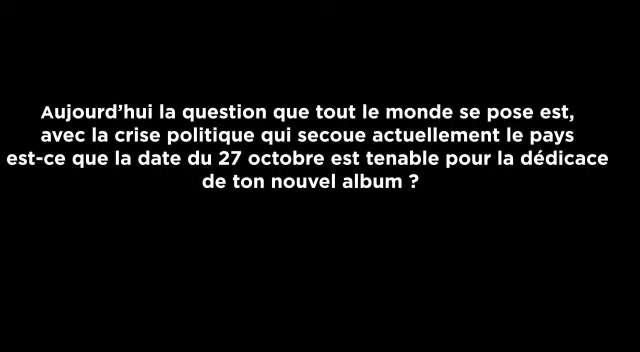 Aujourd’hui la question que tout le monde se pose est,
avec la crise politique qui secoue actuellement le pays
est-ce que la date du 27 octobre est tenable pour la dédicace
de ton nouvel album ?